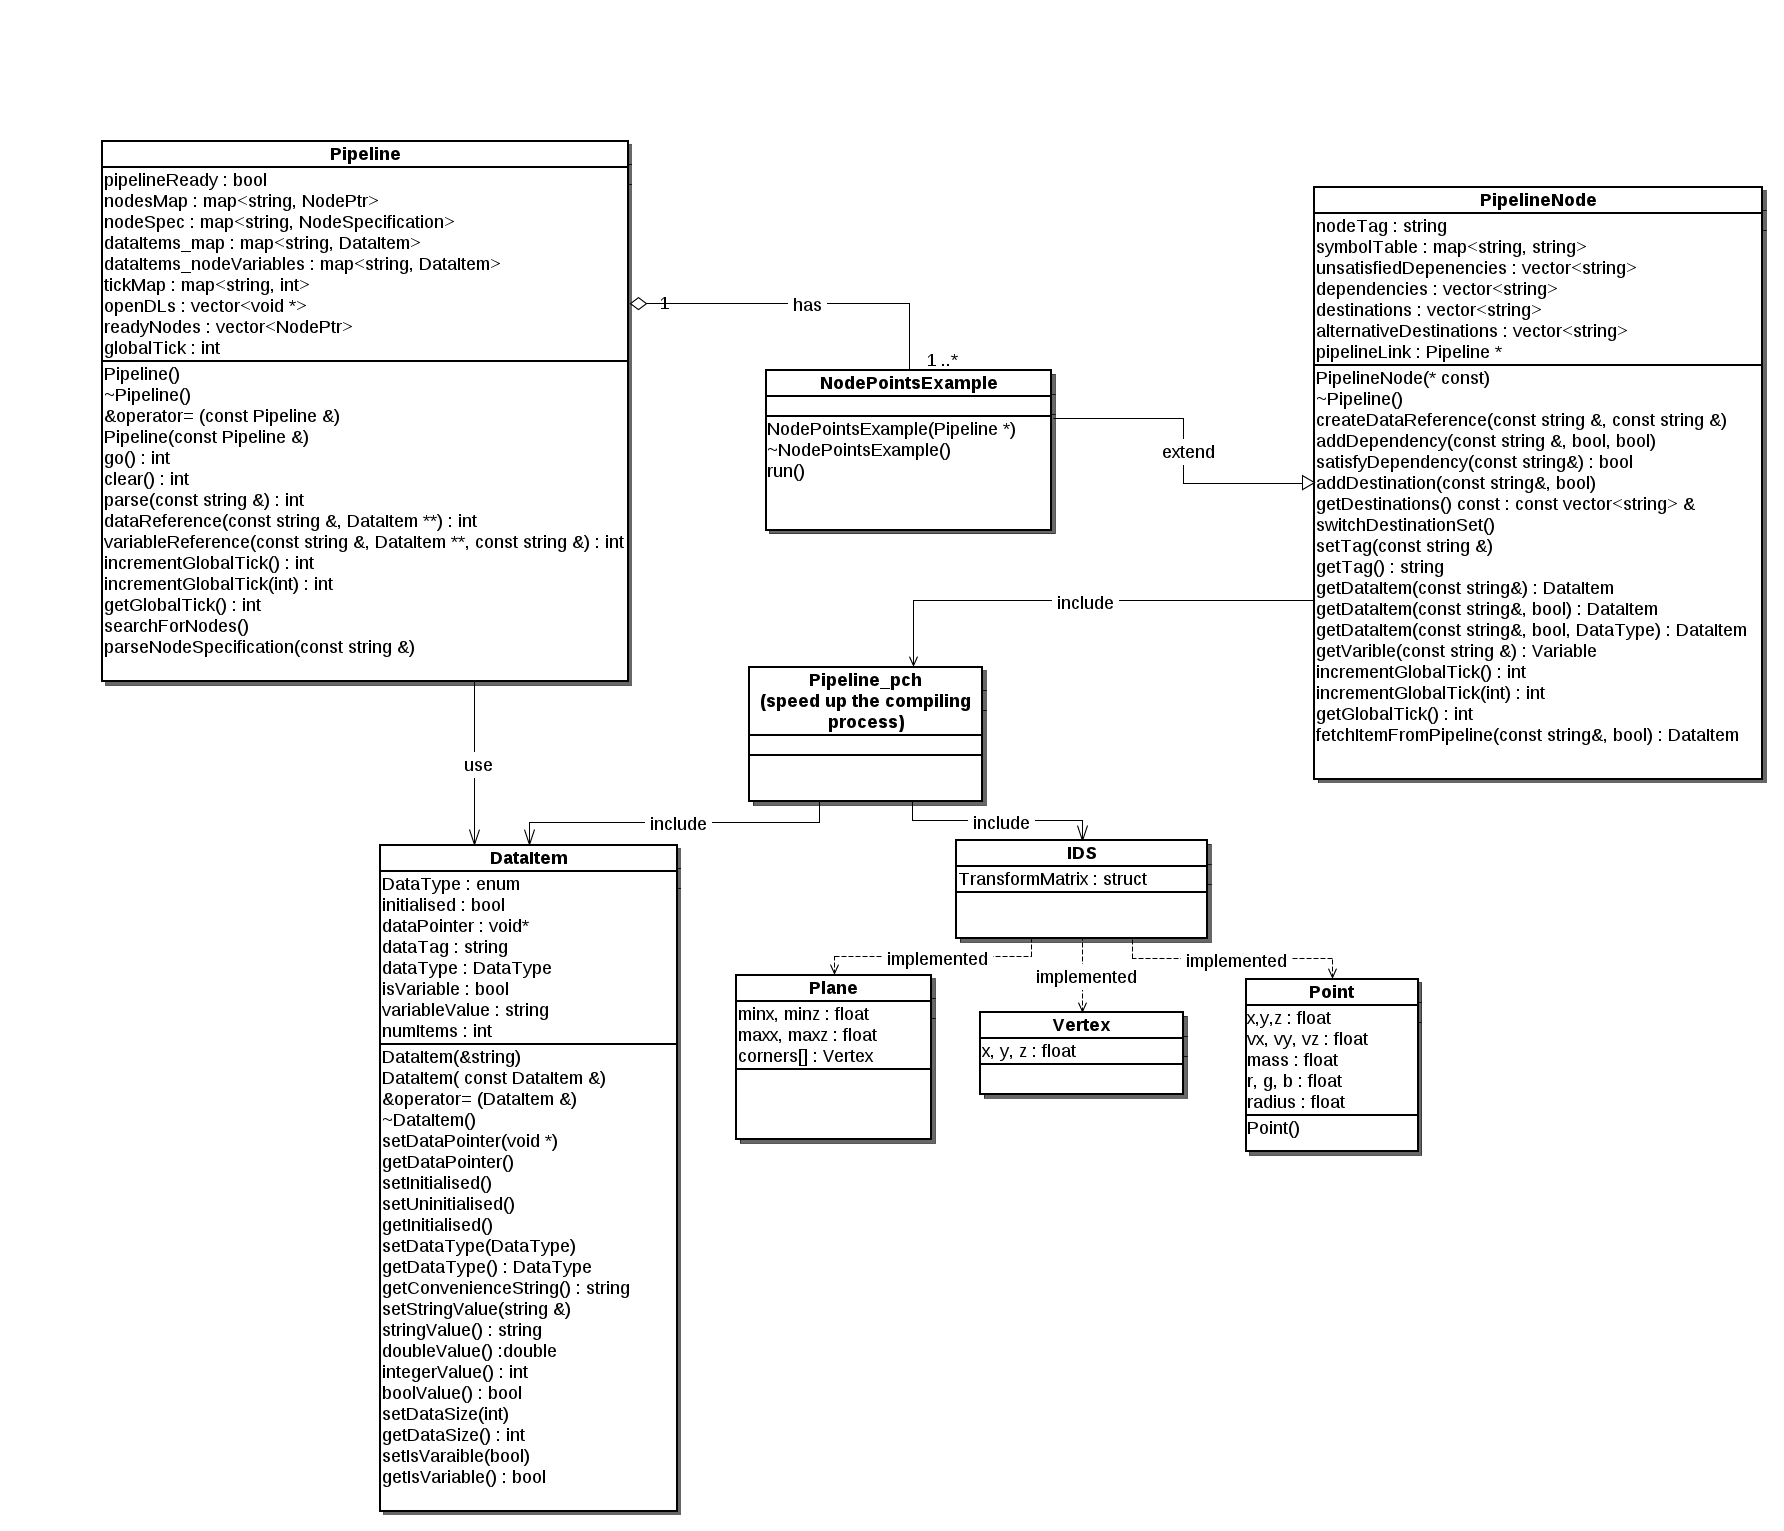 Pipeline
pipelineReady : bool
nodesMap : map<string, NodePtr>
nodeSpec : map<string, NodeSpecification>
dataItems_map : map<string, DataItem>
dataItems_nodeVariables : map<string, DataItem>
tickMap : map<string, int>
openDLs : vector<void *>
readyNodes : vector<NodePtr>
globalTick : int
Pipeline()
~Pipeline()
&operator= (const Pipeline &)
Pipeline(const Pipeline &)
go() : int
clear() : int
parse(const string &) : int
dataReference(const string &, DataItem **) : int
variableReference(const string &, DataItem **, const string &) : int
incrementGlobalTick() : int
incrementGlobalTick(int) : int
getGlobalTick() : int
searchForNodes()
parseNodeSpecification(const string &)
1
has
1 ..*
NodePointsExample
NodePointsExample(Pipeline *)
~NodePointsExample()
run()
extend
PipelineNode
nodeTag : string
symbolTable : map<string, string>
unsatisfiedDepenencies : vector<string>
dependencies : vector<string>
destinations : vector<string>
alternativeDestinations : vector<string>
pipelineLink : Pipeline *
PipelineNode(* const)
~Pipeline()
createDataReference(const string &, const string &)
addDependency(const string &, bool, bool)
satisfyDependency(const string&) : bool
addDestination(const string&, bool)
getDestinations() const : const vector<string> &
switchDestinationSet()
setTag(const string &)
getTag() : string
getDataItem(const string&) : DataItem
getDataItem(const string&, bool) : DataItem
getDataItem(const string&, bool, DataType) : DataItem
getVarible(const string &) : Variable
incrementGlobalTick() : int
incrementGlobalTick(int) : int
getGlobalTick() : int
fetchItemFromPipeline(const string&, bool) : DataItem
include
Pipeline_pch
(speed up the compiling
process)
use
include
include
DataItem
DataType : enum
initialised : bool
dataPointer : void*
dataTag : string
dataType : DataType
isVariable : bool
variableValue : string
numItems : int
DataItem(&string)
DataItem( const DataItem &)
&operator= (DataItem &)
~DataItem()
setDataPointer(void *)
getDataPointer()
setInitialised()
setUninitialised()
getInitialised()
setDataType(DataType)
getDataType() : DataType
getConvenienceString() : string
setStringValue(string &)
stringValue() : string
doubleValue() :double
integerValue() : int
boolValue() : bool
setDataSize(int)
getDataSize() : int
setIsVaraible(bool)
getIsVariable() : bool
IDS
TransformMatrix : struct
implemented
implemented
implemented
Plane
minx, minz : float
maxx, maxz : float
corners[] : Vertex
Vertex
x, y, z : float
Point
x,y,z : float
vx, vy, vz : float
mass : float
r, g, b : float
radius : float
Point()